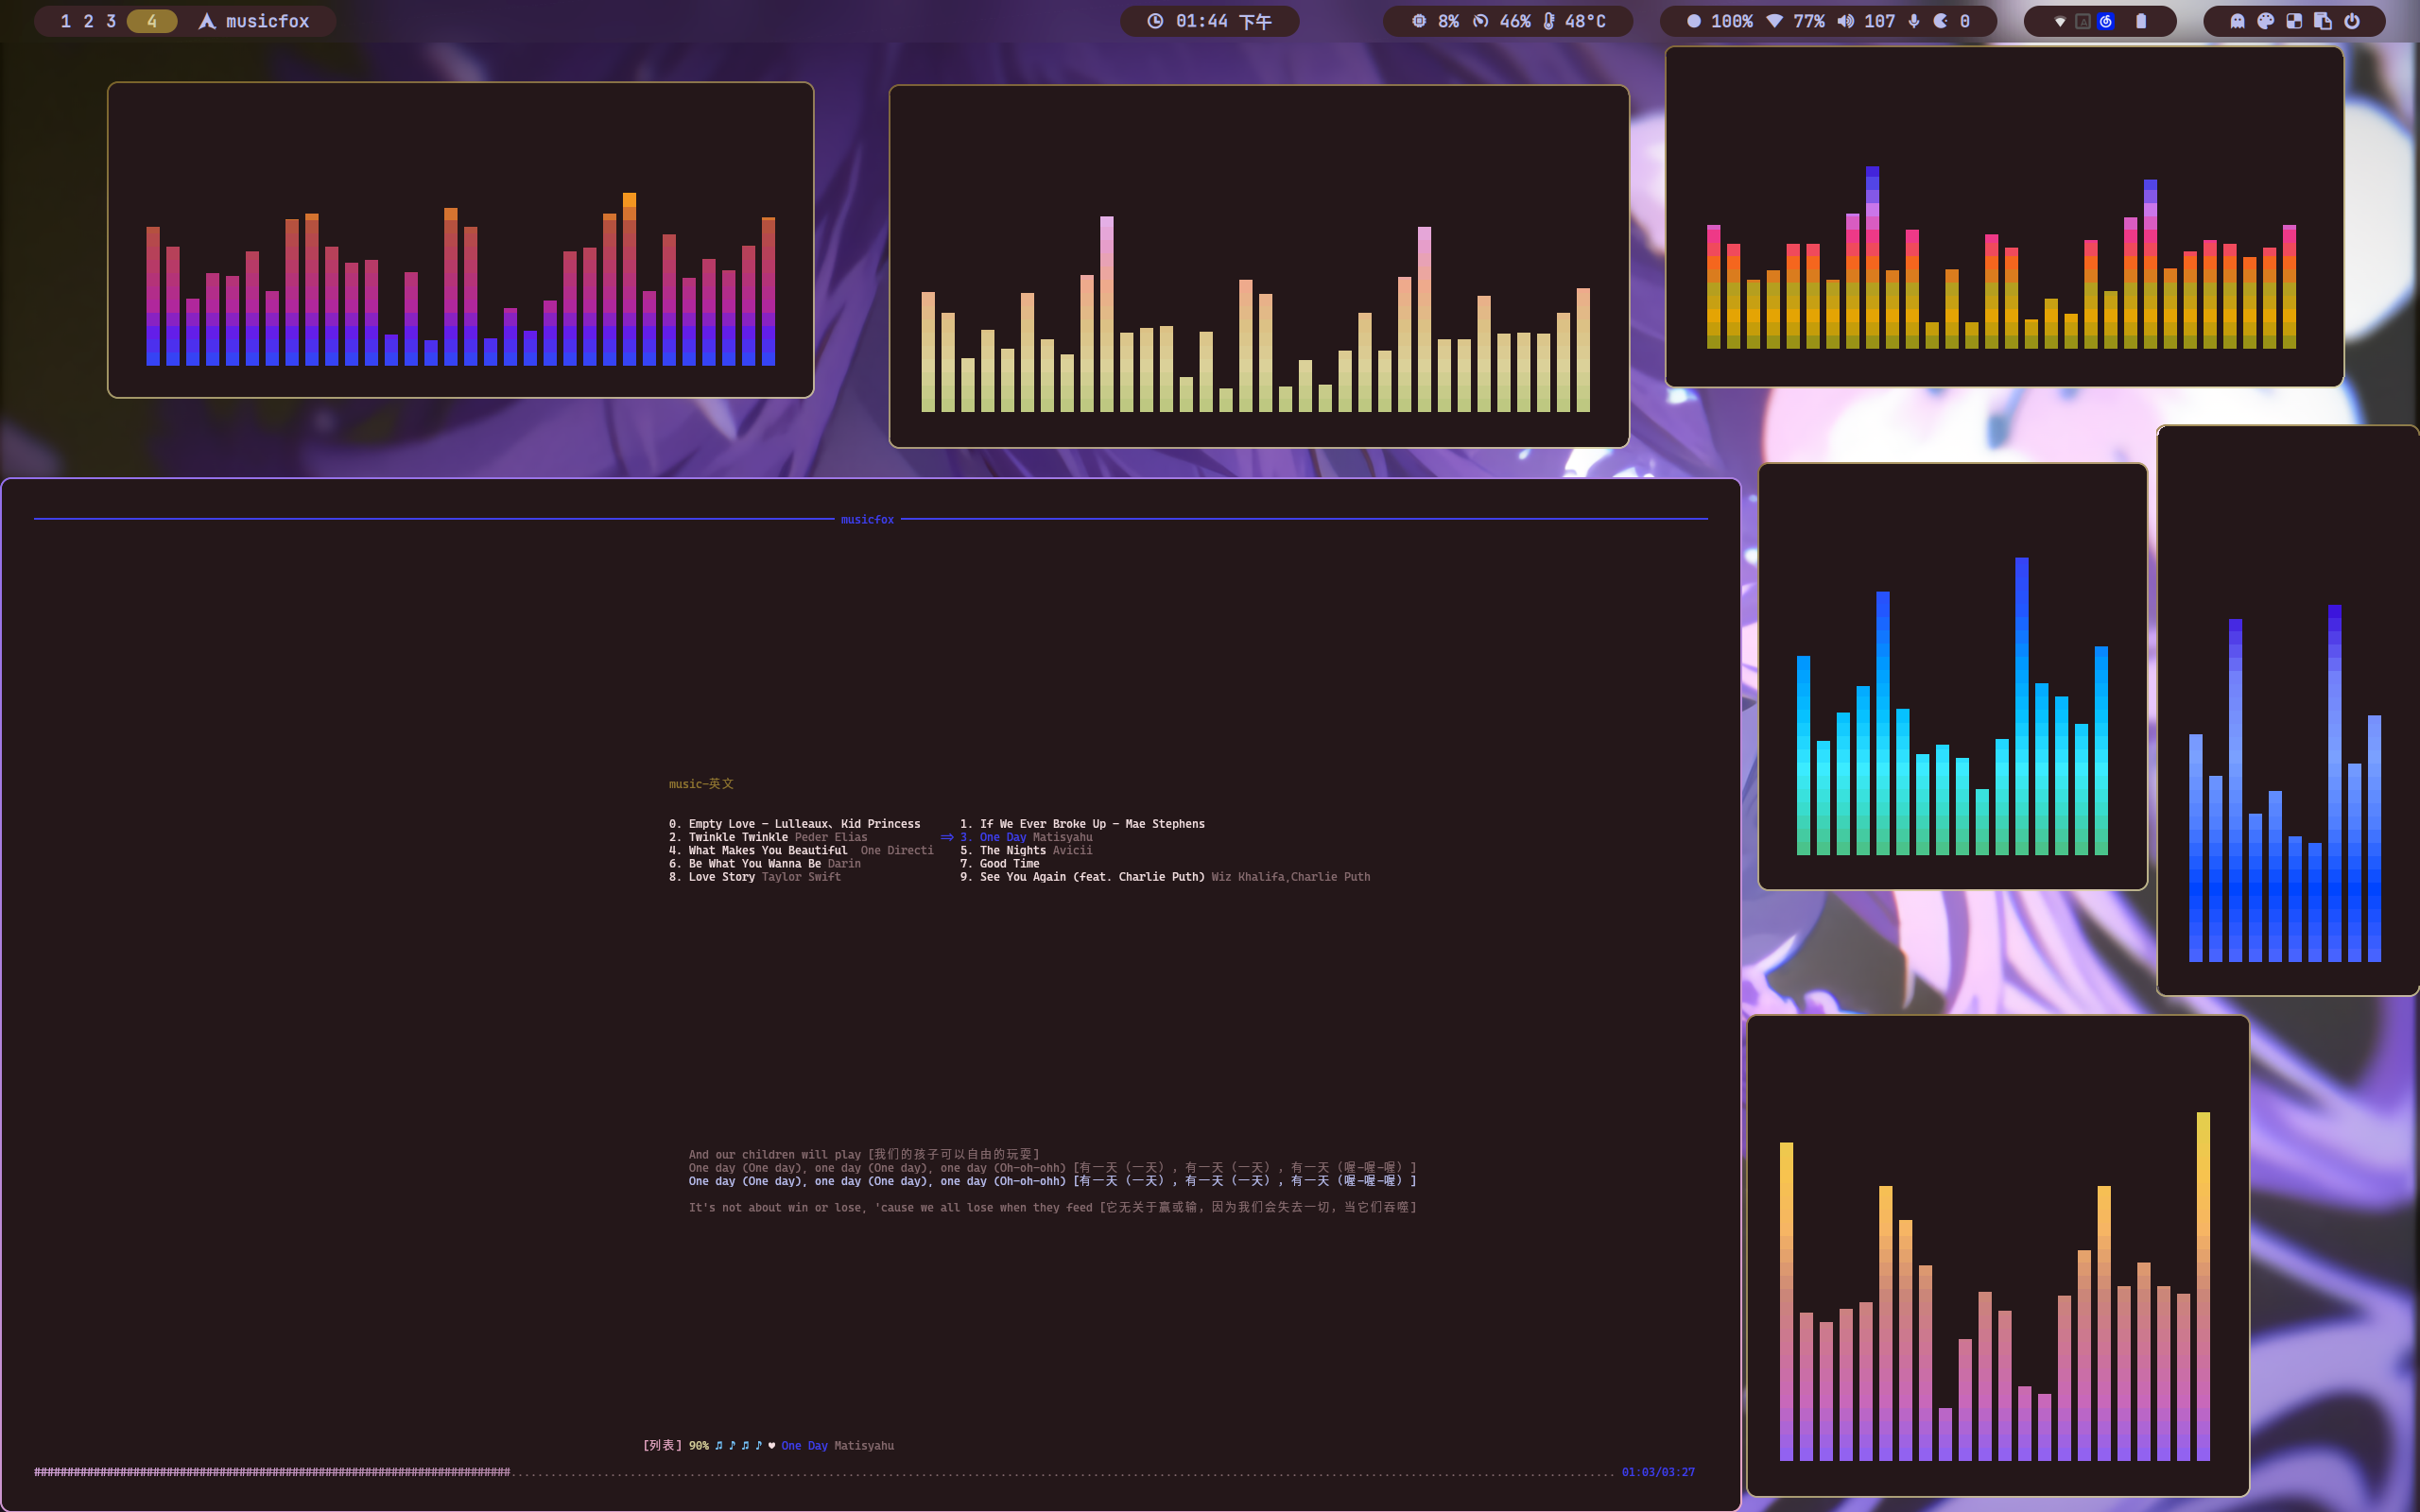 1 2 3 4 musicfox
01:44 下午
8% 46% 48°C
100% 77% 107 0
musicfox
music-英文
0. Empty Love - Lulleaux、Kid Princess 1. If We Ever Broke Up - Mae Stephens
2. Twinkle Twinkle Peder Elias => 3. One Day Matisyahu
4. What Makes You Beautiful One Directi 5. The Nights Avicii
6. Be What You Wanna Be Darin 7. Good Time
8. Love Story Taylor Swift 9. See You Again (feat. Charlie Puth) Wiz Khalifa,Charlie Puth
And our children will play [我们的孩子可以自由的玩耍]
One day (One day), one day (One day), one day (Oh-oh-ohh) [有一天（一天）, 有一天（一天）, 有一天（喔-喔-喔）]
One day (One day), one day (One day), one day (Oh-oh-ohh) [有一天（一天）, 有一天（一天）, 有一天（喔-喔-喔）]
It's not about win or lose, 'cause we all lose when they feed [它无关于赢或输，因为我们会失去一切，当它们吞噬]
[列表] 90% ♫ ♪ ♫ ♪ ♥ One Day Matisyahu
01:03/03:27